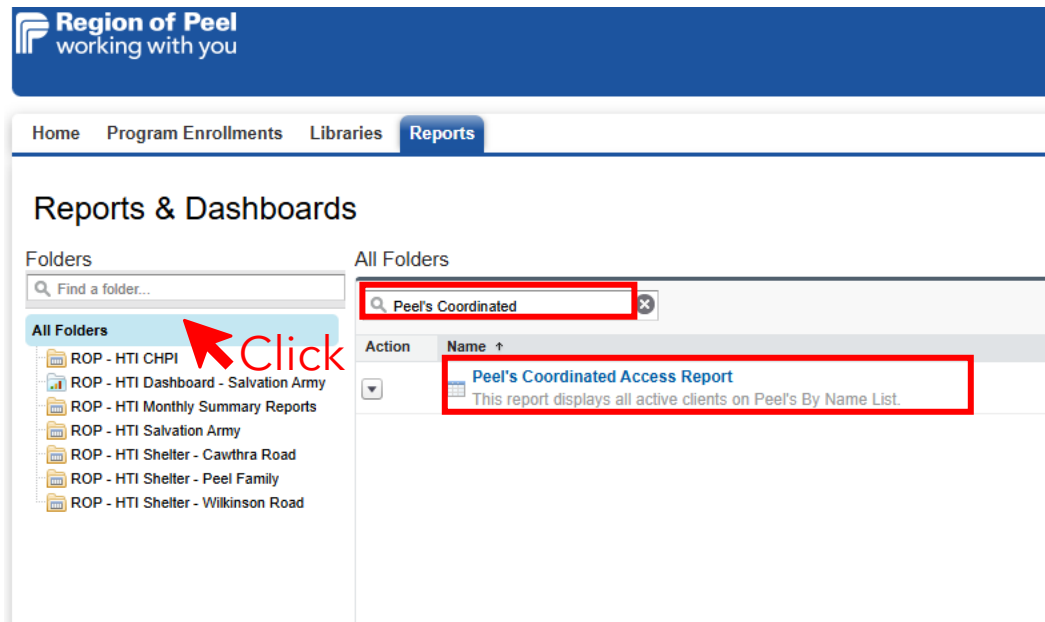 Region of Peel
working with you
Home Program Enrollments Libraries Reports
Reports & Dashboards
Folders
Find a folder...
All Folders
ROP - HTI CHPI
ROP - HTI Dashboard - Salvation Army
ROP - HTI Monthly Summary Reports
ROP - HTI Salvation Army
ROP - HTI Shelter - Cawthra Road
ROP - HTI Shelter - Peel Family
ROP - HTI Shelter - Wilkinson Road
Click
All Folders
Peel's Coordinated
Action Name ↑
Peel's Coordinated Access Report
This report displays all active clients on Peel's By Name List.